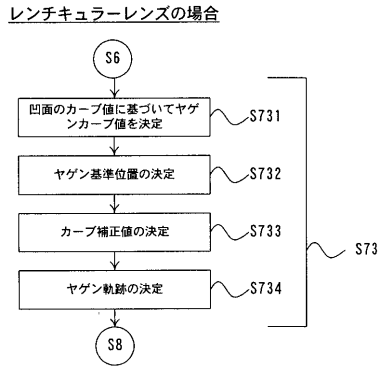 レンチキュラーレンズの場合
S6
凹面のカーブ値に基づいてヤゲ
ンカーブ値を決定
S731
ヤゲン基準位置の決定
S732
カーブ補正値の決定
S733
S73
ヤゲン軌跡の決定
S734
S8